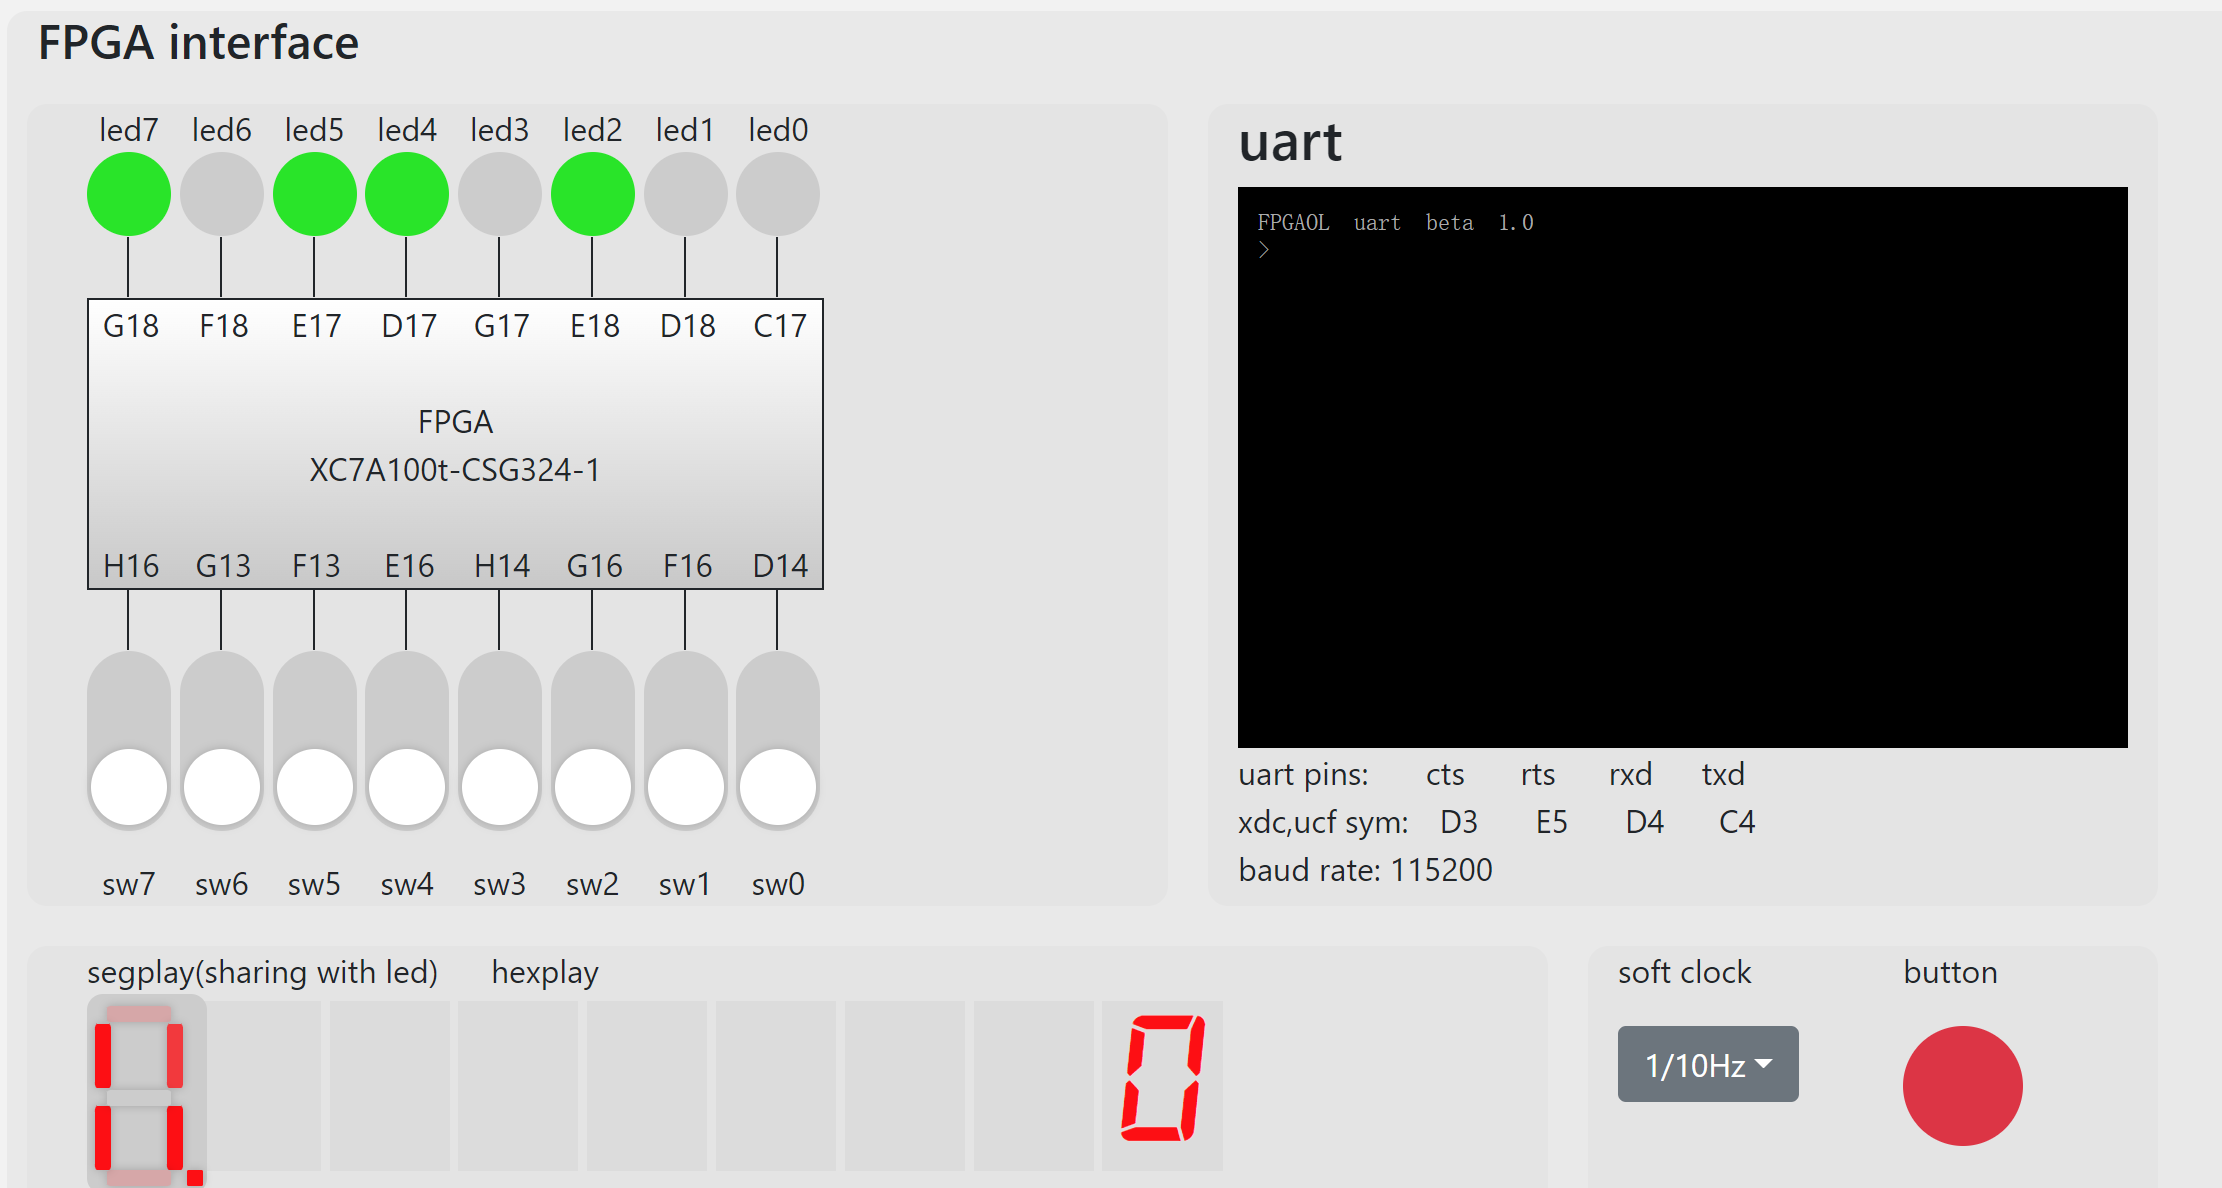 FPGA interface
led7 led6 led5 led4 led3 led2 led1 led0
G18 F18 E17 D17 G17 E18 D18 C17
FPGA
XC7A100t-CSG324-1
H16 G13 F13 E16 H14 G16 F16 D14
sw7 sw6 sw5 sw4 sw3 sw2 sw1 sw0
uart
FPGAOL uart beta 1.0
>
uart pins: cts rts rxd txd
xdc,ucf sym: D3 E5 D4 C4
baud rate: 115200
segplay(sharing with led) hexplay
0
soft clock button
1/10Hz